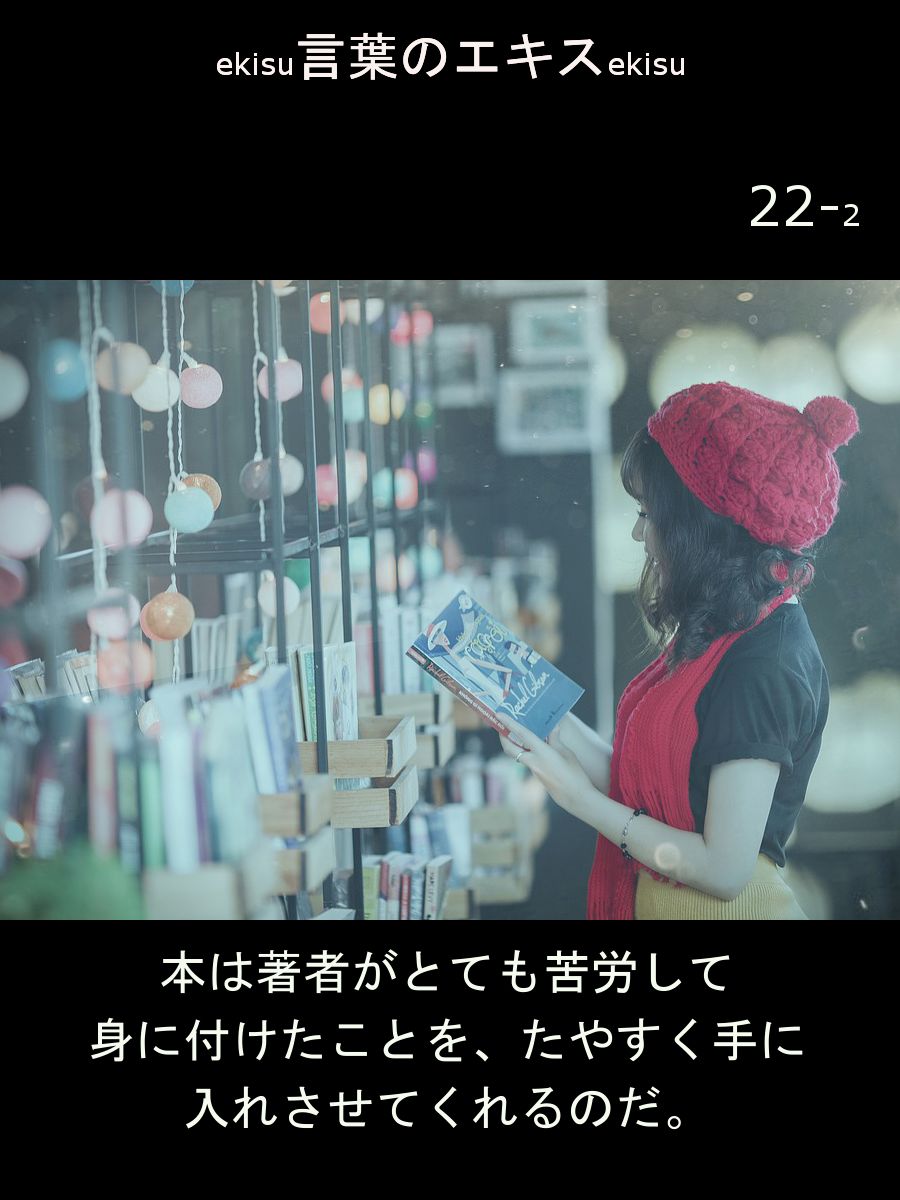 ekisu言葉のエキスekisu
22-2
Rachel Gibson
本は著者がとても苦労して
身に付けたことを、たやすく手に
入れさせてくれるのだ。